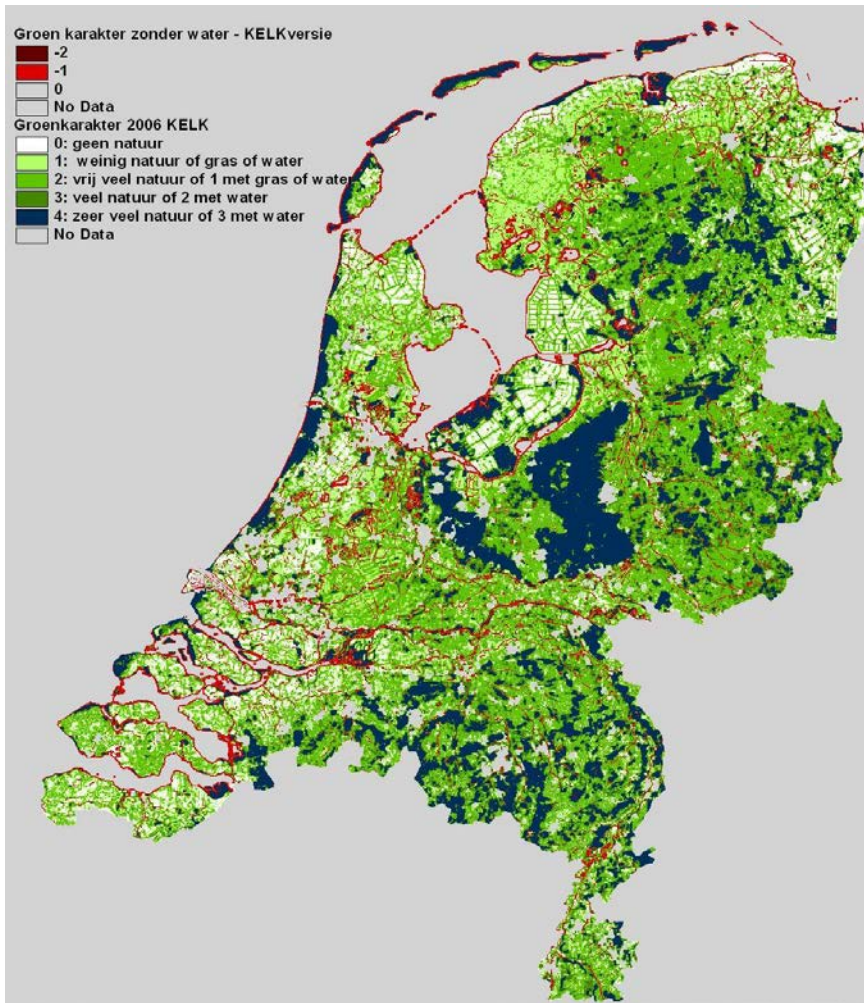 Groen karakter zonder water - KELKversie
-2
-1
0
No Data
Groenkarakter 2006 KELK
0: geen natuur
1: weinig natuur of gras of water
2: vrij veel natuur of 1 met gras of water
3: veel natuur of 2 met water
4: zeer veel natuur of 3 met water
No Data